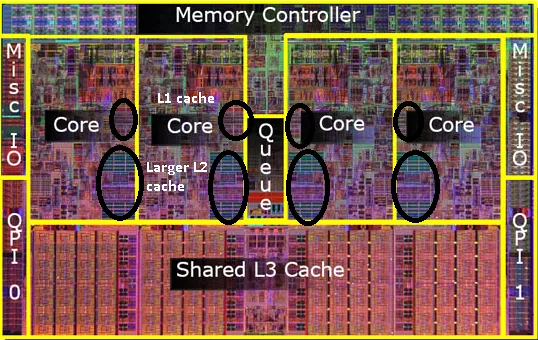 Memory Controller
Misc IO
Misc IO
L1 cache
Core
Core
Core
Core
Queue
Larger L2
cache
QPI 0
QPI 1
Shared L3 Cache